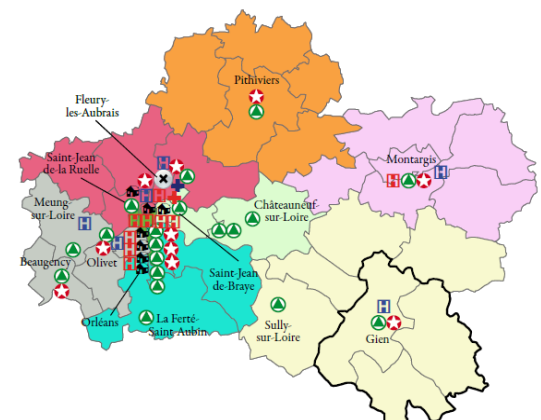 Pithiviers
Fleury-
les-Aubrais
Saint-Jean
de-la Ruelle
Montargis
H
H
H
Meung
-sur-Loire
H
Châteauneuf
-sur-Loire
H
H
H
H
H
H
Beaugency
Olivet
H
H
H
H
Saint-Jean
de-Braye
Orléans
La Ferté-
Saint-Aubin
Sully
-sur-Loire
H
Gien